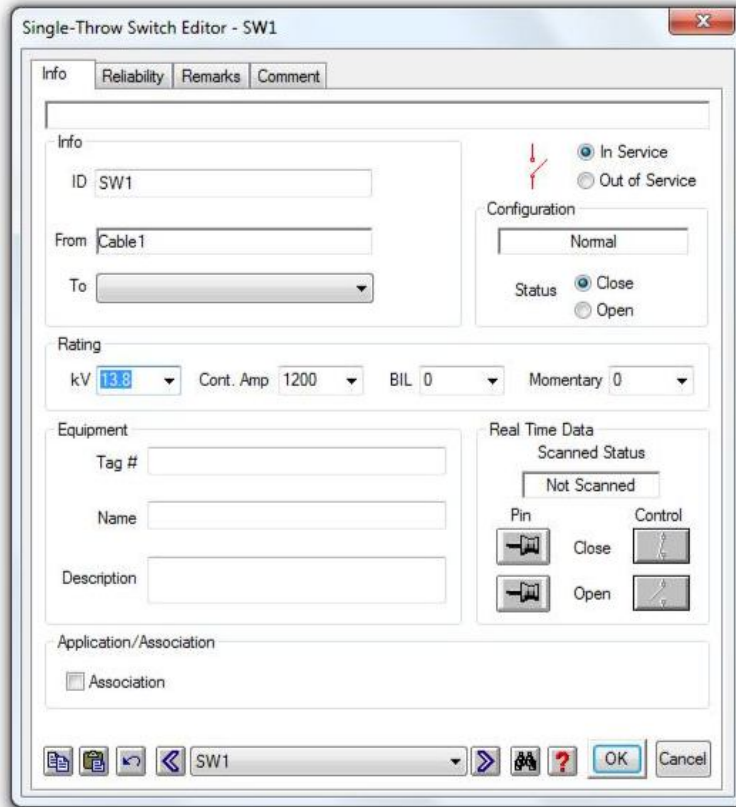 Single-Throw Switch Editor - SW1
Info Reliability Remarks Comment
Info
ID SW1
From Cable1
To
In Service
Out of Service
Configuration
Normal
Status Close
Open
Rating
kV 13.8 Cont. Amp 1200 BIL 0 Momentary 0
Equipment
Tag #
Name
Description
Real Time Data
Scanned Status
Not Scanned
Pin Control
Close
Open
Application/Association
Association
SW1 ? OK Cancel